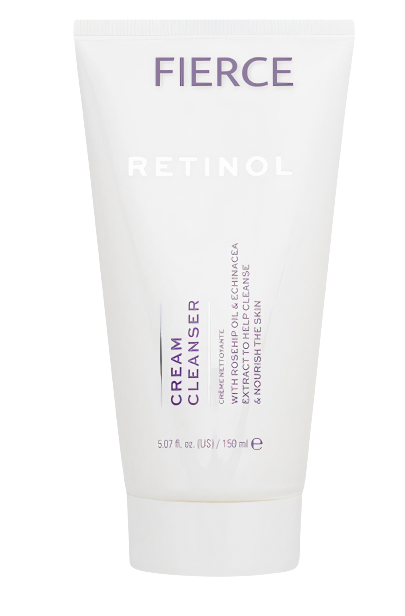 FIERCE
RETINOL
CREAM
CLEANSER
CRÈME NETTOYANTE
WITH ROSEHIP OIL & ECHINACEA
EXTRACT TO HELP CLEANSE
& NOURISH THE SKIN
5.07 fl. oz. (US) / 150 ml ℮